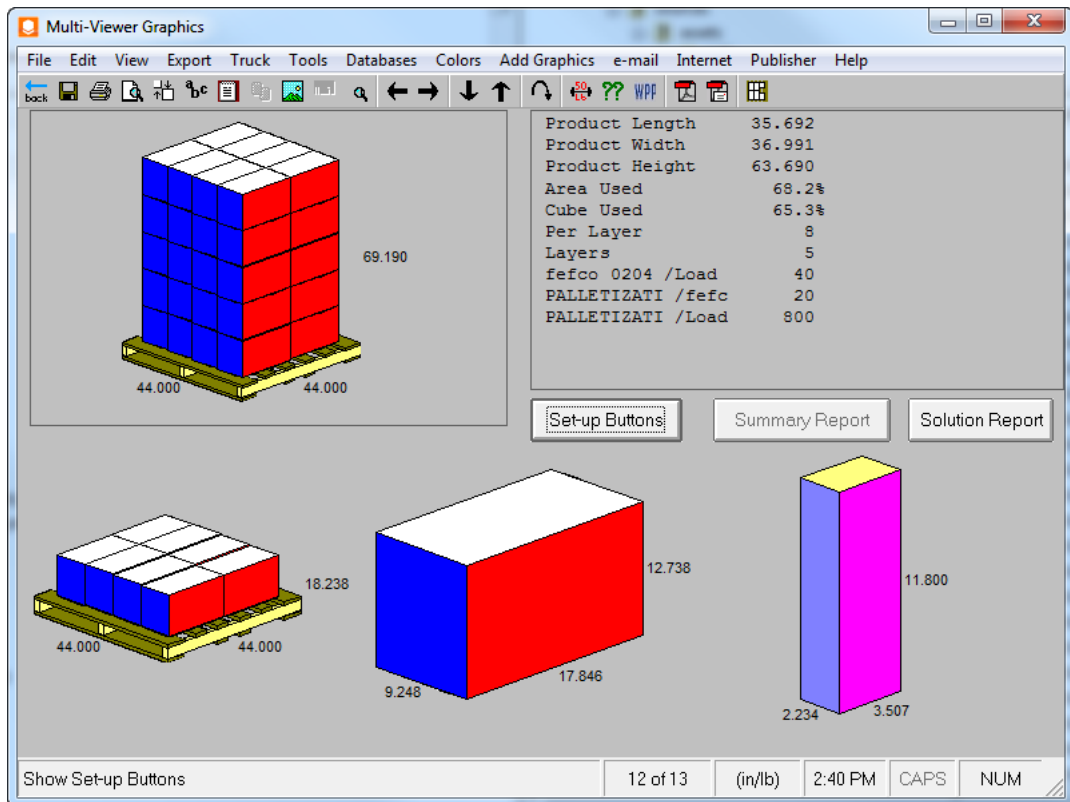 Multi-Viewer Graphics
File Edit View Export Truck Tools Databases Colors Add Graphics e-mail Internet Publisher Help
back abc 50 Lb ?? WPP
Product Length 35.692
Product Width 36.991
Product Height 63.690
Area Used 68.2%
Cube Used 65.3%
Per Layer 8
Layers 5
fefco 0204 /Load 40
PALLETIZATI /fefc 20
PALLETIZATI /Load 800
69.190
44.000 44.000
Set-up Buttons Summary Report Solution Report
18.238
44.000 44.000
12.738
9.248 17.846
11.800
2.234 3.507
Show Set-up Buttons 12 of 13 (in/lb) 2:40 PM CAPS NUM